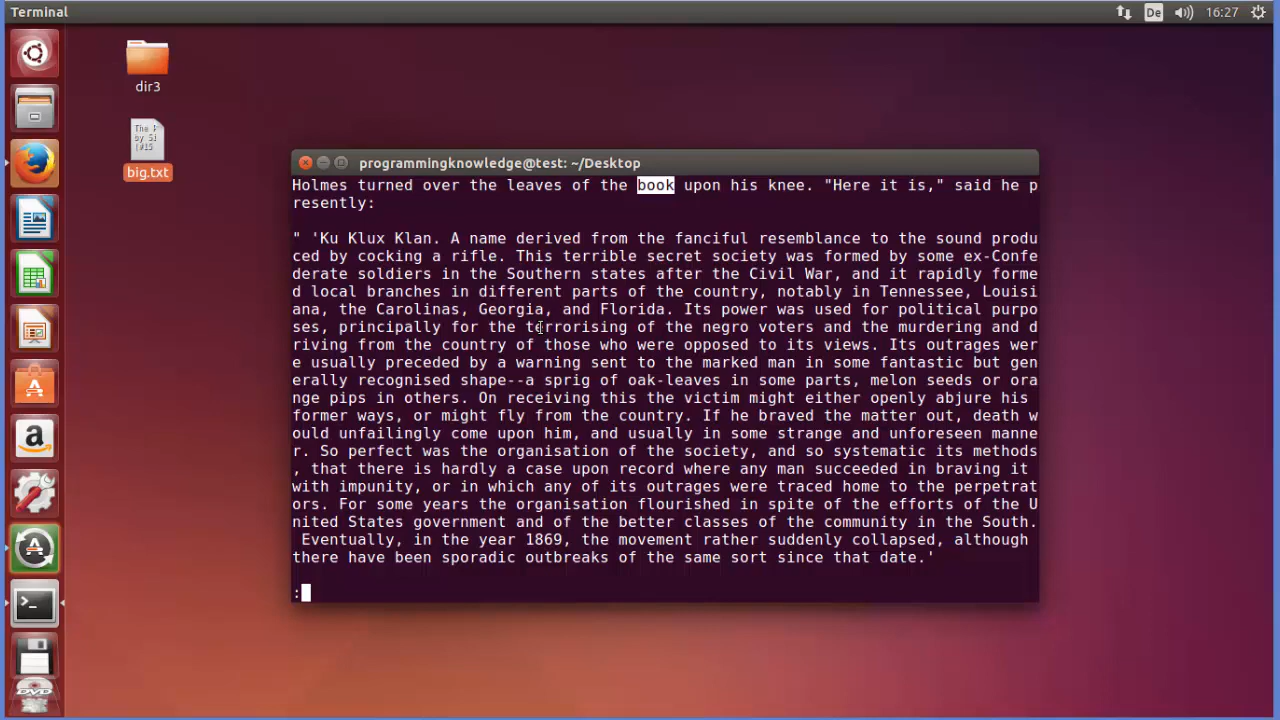 Terminal
De
16:27
dir3
The P
by Si
(#15
big.txt
programmingknowledge@test: ~/Desktop
Holmes turned over the leaves of the book upon his knee. "Here it is," said he p
resently:
" 'Ku Klux Klan. A name derived from the fanciful resemblance to the sound produ
ced by cocking a rifle. This terrible secret society was formed by some ex-Confe
derate soldiers in the Southern states after the Civil War, and it rapidly forme
d local branches in different parts of the country, notably in Tennessee, Louisi
ana, the Carolinas, Georgia, and Florida. Its power was used for political purpo
ses, principally for the terrorising of the negro voters and the murdering and d
riving from the country of those who were opposed to its views. Its outrages wer
e usually preceded by a warning sent to the marked man in some fantastic but gen
erally recognised shape--a sprig of oak-leaves in some parts, melon seeds or ora
nge pips in others. On receiving this the victim might either openly abjure his
former ways, or might fly from the country. If he braved the matter out, death w
ould unfailingly come upon him, and usually in some strange and unforeseen manne
r. So perfect was the organisation of the society, and so systematic its methods
, that there is hardly a case upon record where any man succeeded in braving it
with impunity, or in which any of its outrages were traced home to the perpetrat
ors. For some years the organisation flourished in spite of the efforts of the U
nited States government and of the better classes of the community in the South.
Eventually, in the year 1869, the movement rather suddenly collapsed, although
there have been sporadic outbreaks of the same sort since that date.'
:
DVD